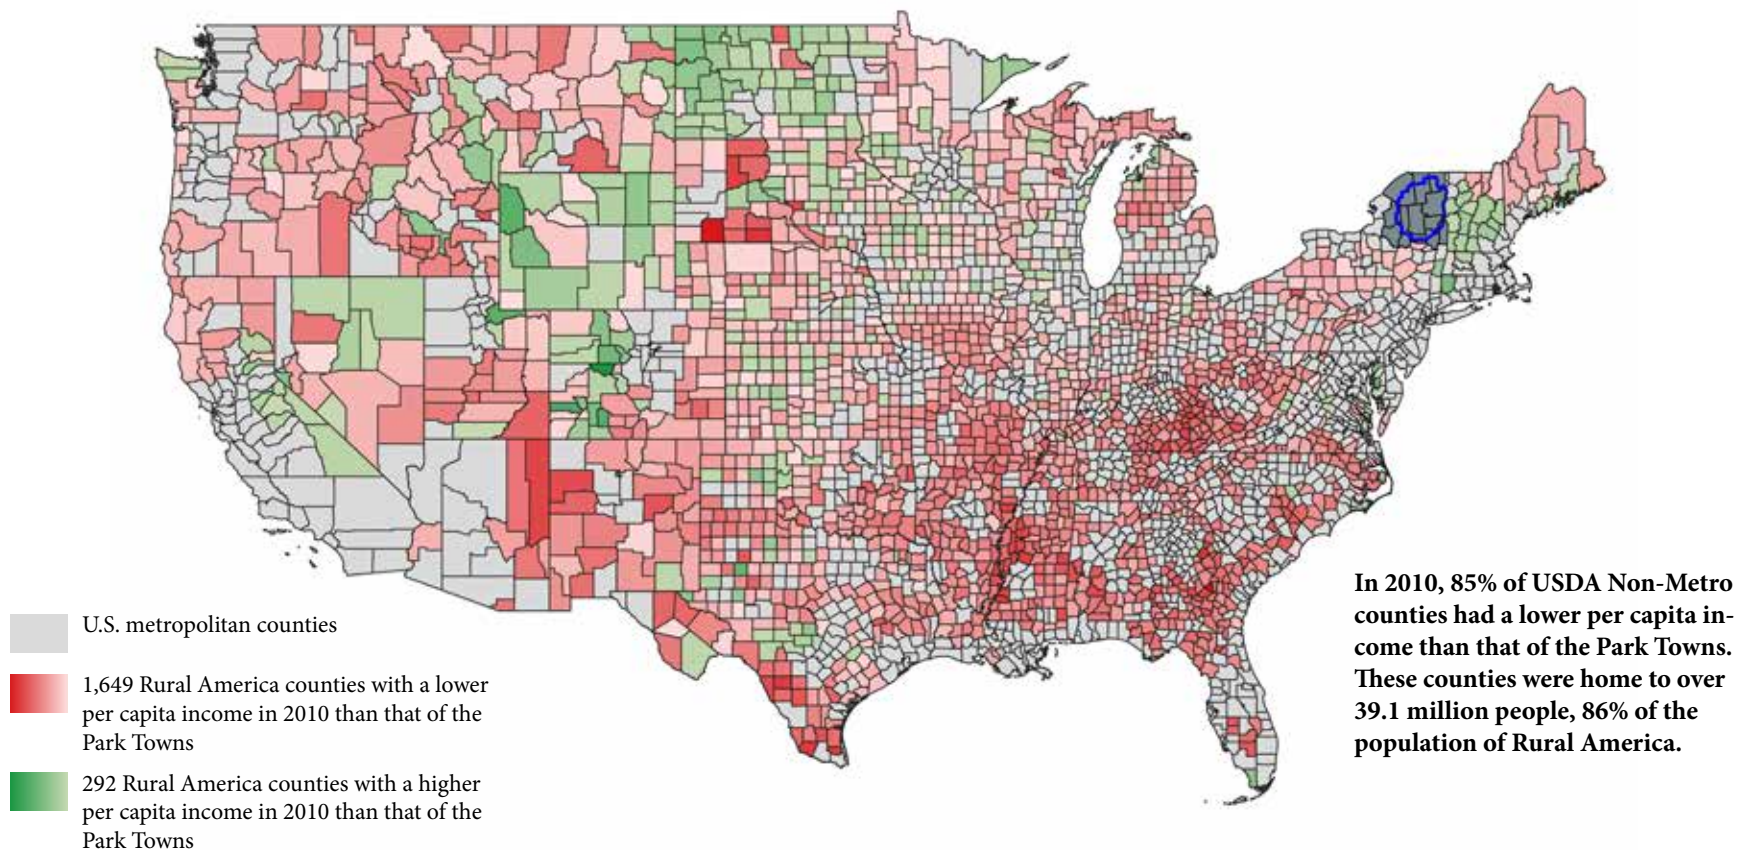 U.S. metropolitan counties
1,649 Rural America counties with a lower
per capita income in 2010 than that of the
Park Towns
292 Rural America counties with a higher
per capita income in 2010 than that of the
Park Towns
In 2010, 85% of USDA Non-Metro
counties had a lower per capita in-
come than that of the Park Towns.
These counties were home to over
39.1 million people, 86% of the
population of Rural America.